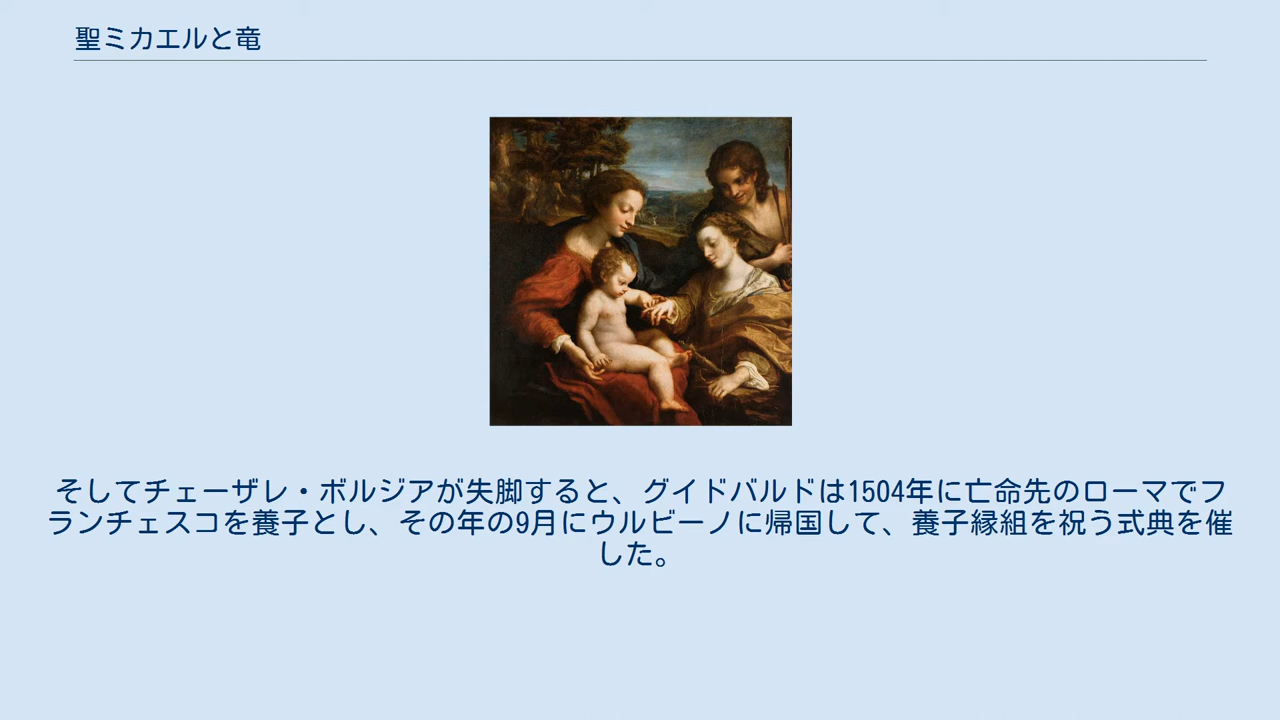 聖ミカエルと竜
そしてチェーザレ・ボルジアが失脚すると、グイドバルドは1504年に亡命先のローマでフ
ランチェスコを養子とし、その年の9月にウルビーノに帰国して、養子縁組を祝う式典を催
した。